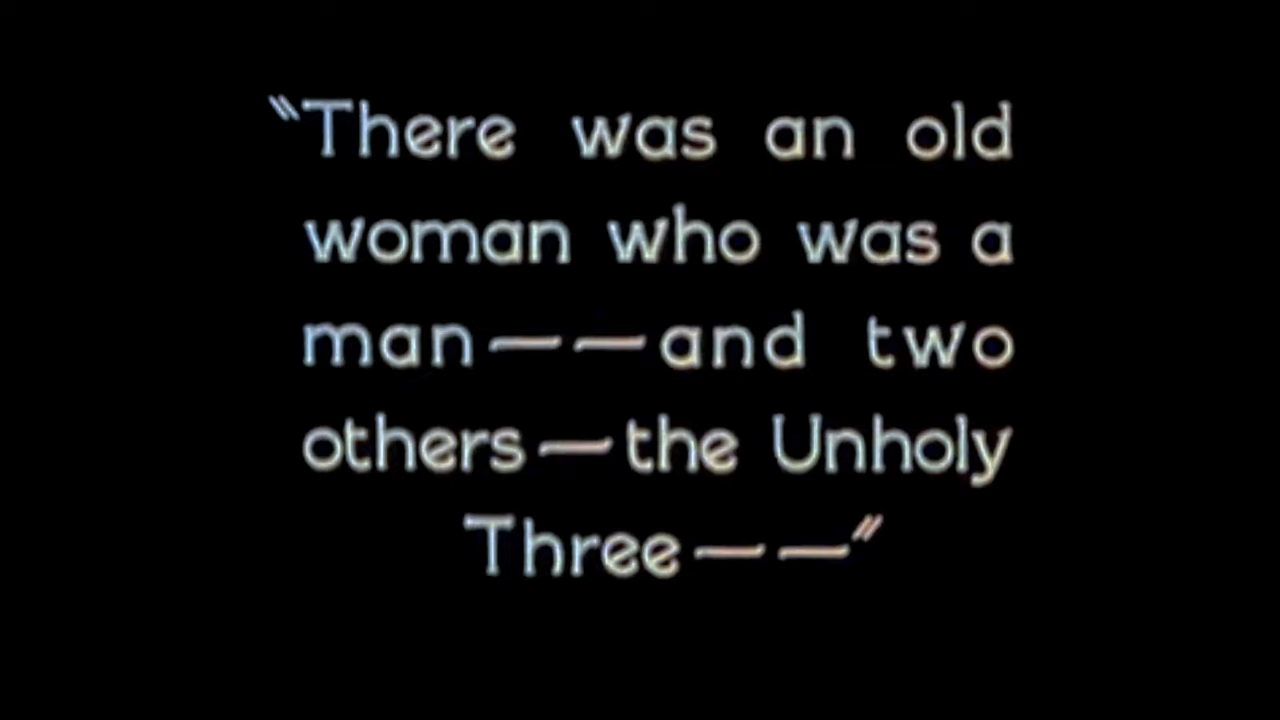 "There was an old
woman who was a
man——and two
others—the Unholy
Three——"